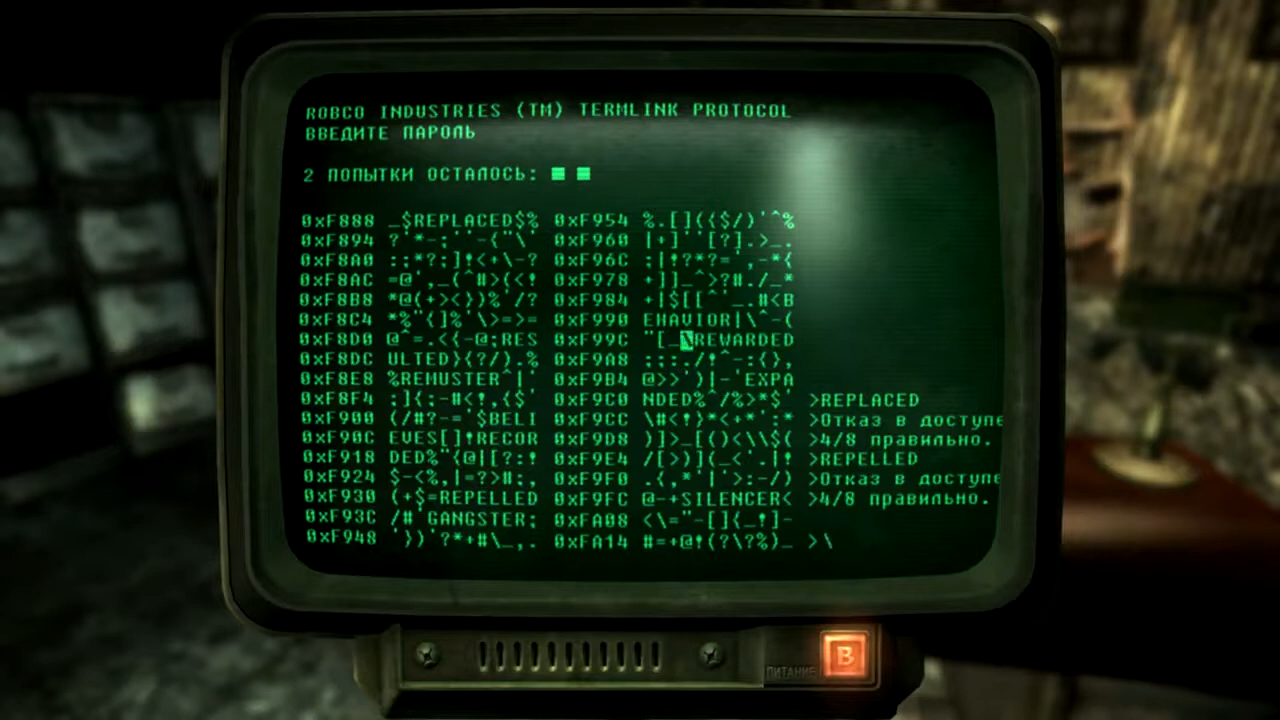 ROBCO INDUSTRIES (TM) TERMLINK PROTOCOL
ВВЕДИТЕ ПАРОЛЬ
2 ПОПЫТКИ ОСТАЛОСЬ: ■ ■
0xF888 _$REPLACED$% 0xF954 %.[]({$/)'^%
0xF894 ?'*-;''-{"\' 0xF960 |+]''[?].>_.
0xF8A0 :;*?:]!<+\-? 0xF96C :|!?*?=',-*{
0xF8AC =@',_(^#>{<! 0xF978 +]]_^>?#./_*
0xF8B8 *@(+><})%'/? 0xF984 +|$[[^'_.#<B
0xF8C4 *%"{]%'\>=>= 0xF990 EHAVIOR|\^-(
0xF8D0 @^=.<{-@;RES 0xF99C "[_\REWARDED
0xF8DC ULTED}{?/).% 0xF9A8 ;:::/!^-:{},
0xF8E8 %REMUSTER^|' 0xF9B4 @>>')|-'EXPA
0xF8F4 ;]{;-#<!,{$' 0xF9C0 NDED%^/%>*$' >REPLACED
0xF900 (/#?-='$BELI 0xF9CC \#<!)*<+*':* >Отказ в доступе
0xF90C EVES[]!RECOR 0xF9D8 )]>_[()<\\$( >4/8 правильно.
0xF918 DED%"{@|[?:! 0xF9E4 /[>)](_<'.|! >REPELLED
0xF924 $-<%,|=?>#:, 0xF9F0 .{,*'|'>:-/) >Отказ в доступе
0xF930 (+$=REPELLED 0xF9FC @-+SILENCER< >4/8 правильно.
0xF93C /#'GANGSTER; 0xFA08 <\="-[]{_!]-
0xF948 '})'?*+#\_,. 0xFA14 #=+@!(?\?%)_ >\
ПИТАНИЕ
B